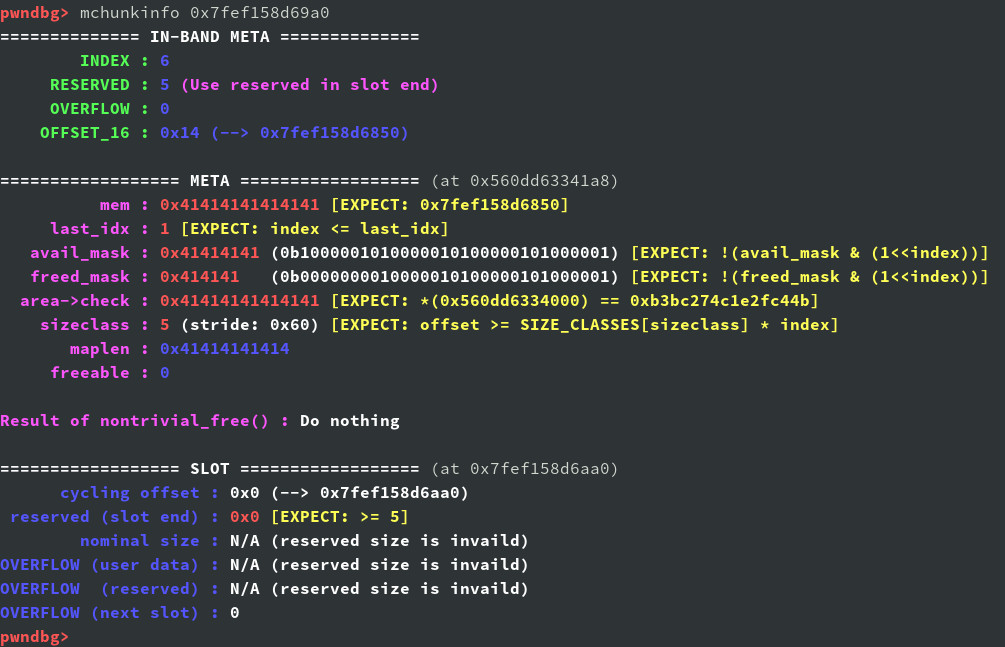 pwndbg> mchunkinfo 0x7fef158d69a0
============== IN-BAND META ==============
INDEX : 6
RESERVED : 5 (Use reserved in slot end)
OVERFLOW : 0
OFFSET_16 : 0x14 (--> 0x7fef158d6850)
================== META ================== (at 0x560dd63341a8)
mem : 0x41414141414141 [EXPECT: 0x7fef158d6850]
last_idx : 1 [EXPECT: index <= last_idx]
avail_mask : 0x41414141 (0b1000001010000010100000101000001) [EXPECT: !(avail_mask & (1<<index))]
freed_mask : 0x414141 (0b0000000010000010100000101000001) [EXPECT: !(freed_mask & (1<<index))]
area->check : 0x41414141414141 [EXPECT: *(0x560dd6334000) == 0xb3bc274c1e2fc44b]
sizeclass : 5 (stride: 0x60) [EXPECT: offset >= SIZE_CLASSES[sizeclass] * index]
maplen : 0x41414141414
freeable : 0
Result of nontrivial_free() : Do nothing
================== SLOT ================== (at 0x7fef158d6aa0)
cycling offset : 0x0 (--> 0x7fef158d6aa0)
reserved (slot end) : 0x0 [EXPECT: >= 5]
nominal size : N/A (reserved size is invaild)
OVERFLOW (user data) : N/A (reserved size is invaild)
OVERFLOW (reserved) : N/A (reserved size is invaild)
OVERFLOW (next slot) : 0
pwndbg>